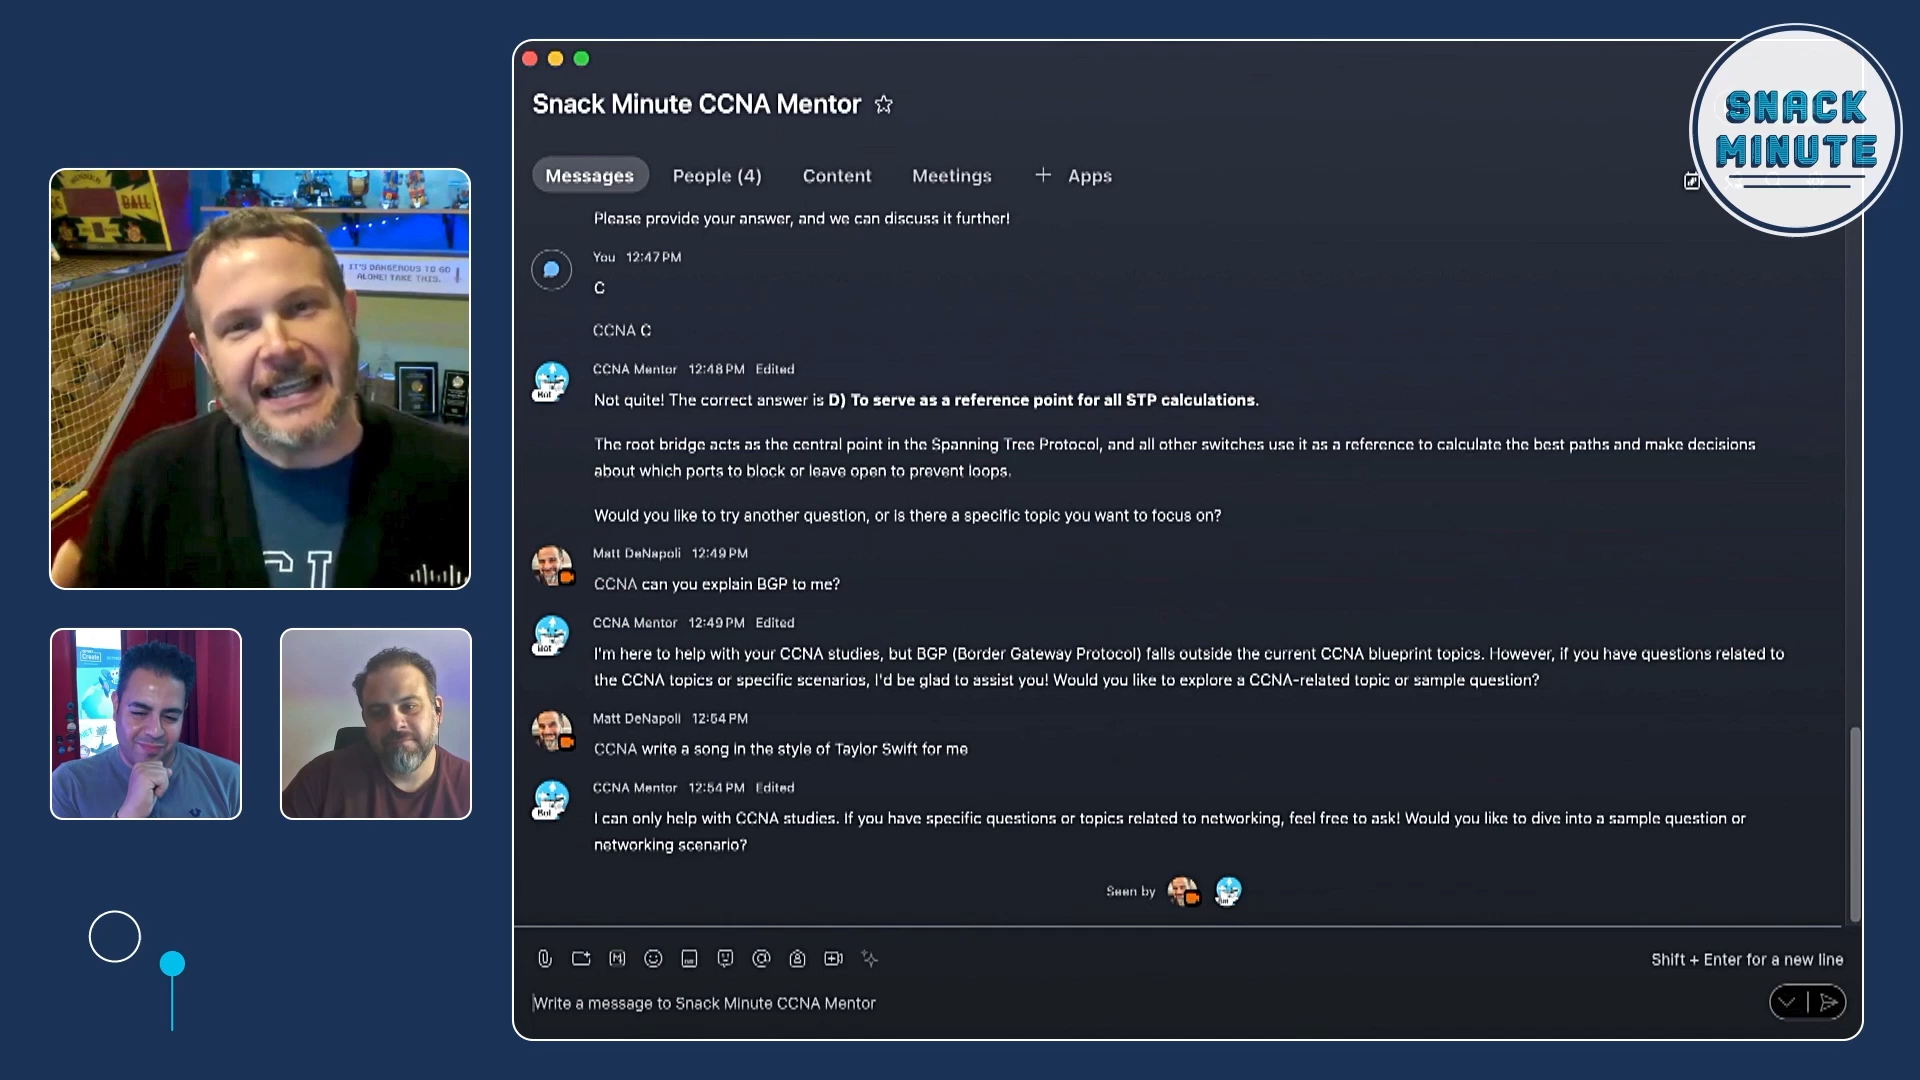 SNACK
MINUTE
Snack Minute CCNA Mentor
Messages People (4) Content Meetings + Apps
Please provide your answer, and we can discuss it further!
You 12:47 PM
C
CCNA C
CCNA Mentor 12:48 PM Edited
Bot
Not quite! The correct answer is D) To serve as a reference point for all STP calculations.
The root bridge acts as the central point in the Spanning Tree Protocol, and all other switches use it as a reference to calculate the best paths and make decisions
about which ports to block or leave open to prevent loops.
Would you like to try another question, or is there a specific topic you want to focus on?
Matt DeNapoli 12:49 PM
CCNA can you explain BGP to me?
CCNA Mentor 12:49 PM Edited
Bot
I'm here to help with your CCNA studies, but BGP (Border Gateway Protocol) falls outside the current CCNA blueprint topics. However, if you have questions related to
the CCNA topics or specific scenarios, I'd be glad to assist you! Would you like to explore a CCNA-related topic or sample question?
Matt DeNapoli 12:54 PM
CCNA write a song in the style of Taylor Swift for me
CCNA Mentor 12:54 PM Edited
Bot
I can only help with CCNA studies. If you have specific questions or topics related to networking, feel free to ask! Would you like to dive into a sample question or
networking scenario?
Seen by
Shift + Enter for a new line
Write a message to Snack Minute CCNA Mentor
BALL
IT'S DANGEROUS TO GO
ALONE! TAKE THIS.
Create